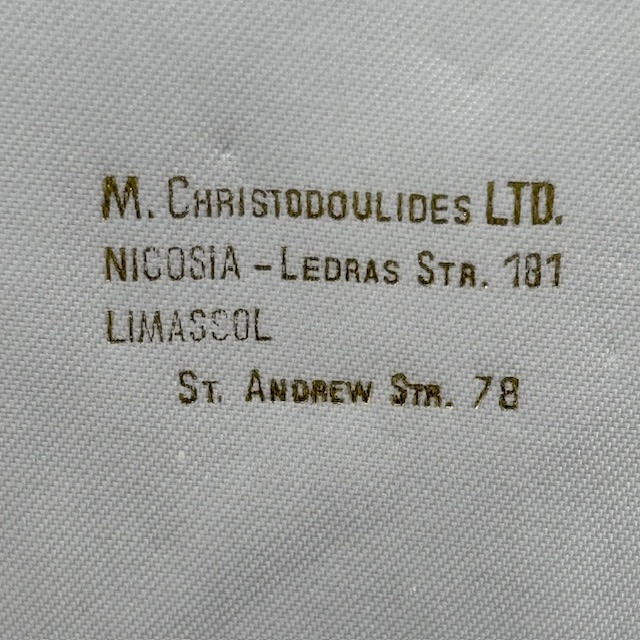 M. CHRISTODOULIDES LTD.
NICOSIA - LEDRAS STR. 181
LIMASSOL
ST. ANDREW STR. 78